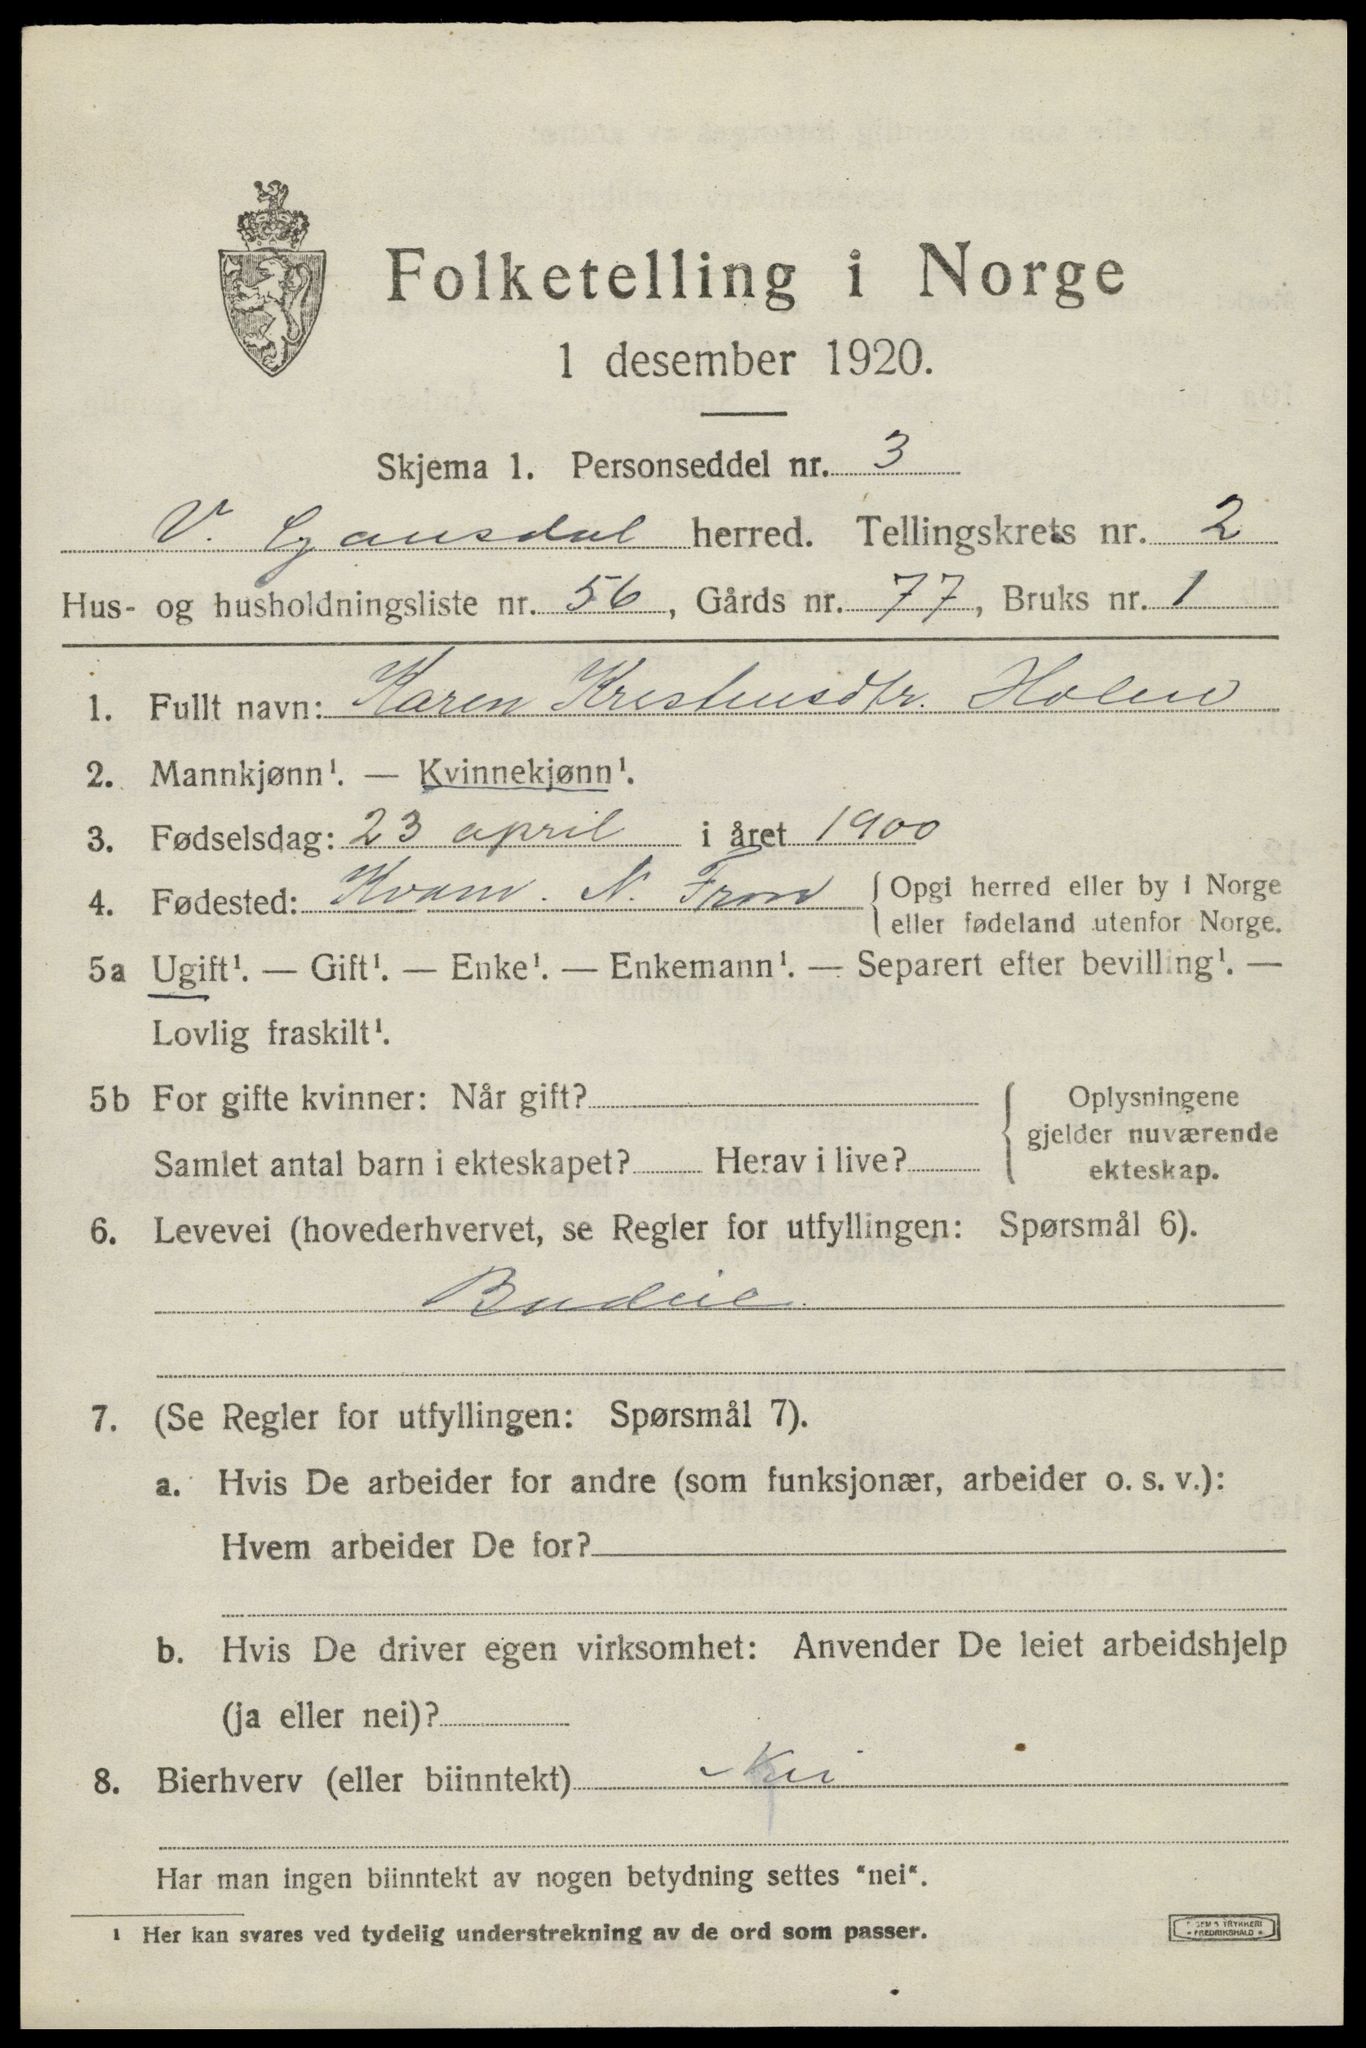 Folketelling i Norge
1 desember 1920.
Skjema 1. Personseddel nr. 3
V. Gausdal herred. Tellingskrets nr. 2
Hus- og husholdningsliste nr. 56, Gårds nr. 77, Bruks nr. 1
1. Fullt navn: Karen Kristensdtr. Holen
2. Mannkjønn¹. — Kvinnekjønn¹.
3. Fødselsdag: 23 april i året 1900
4. Fødested: Kvam. N. Fron { Opgi herred eller by i Norge
eller fødeland utenfor Norge.
5a Ugift¹. — Gift¹. — Enke¹. — Enkemann¹. — Separert efter bevilling¹. —
Lovlig fraskilt¹.
5b For gifte kvinner: Når gift?
Samlet antal barn i ekteskapet? Herav i live?
Oplysningene
gjelder nuværende
ekteskap.
6. Levevei (hovederhvervet, se Regler for utfyllingen: Spørsmål 6).
Budeie
7. (Se Regler for utfyllingen: Spørsmål 7).
a. Hvis De arbeider for andre (som funksjonær, arbeider o. s. v.):
Hvem arbeider De for?
b. Hvis De driver egen virksomhet: Anvender De leiet arbeidshjelp
(ja eller nei)?
8. Bierhverv (eller biinntekt) Nei
Har man ingen biinntekt av nogen betydning settes "nei".
¹ Her kan svares ved tydelig understrekning av de ord som passer.
TRYKKERI
FREDRIKSHALD